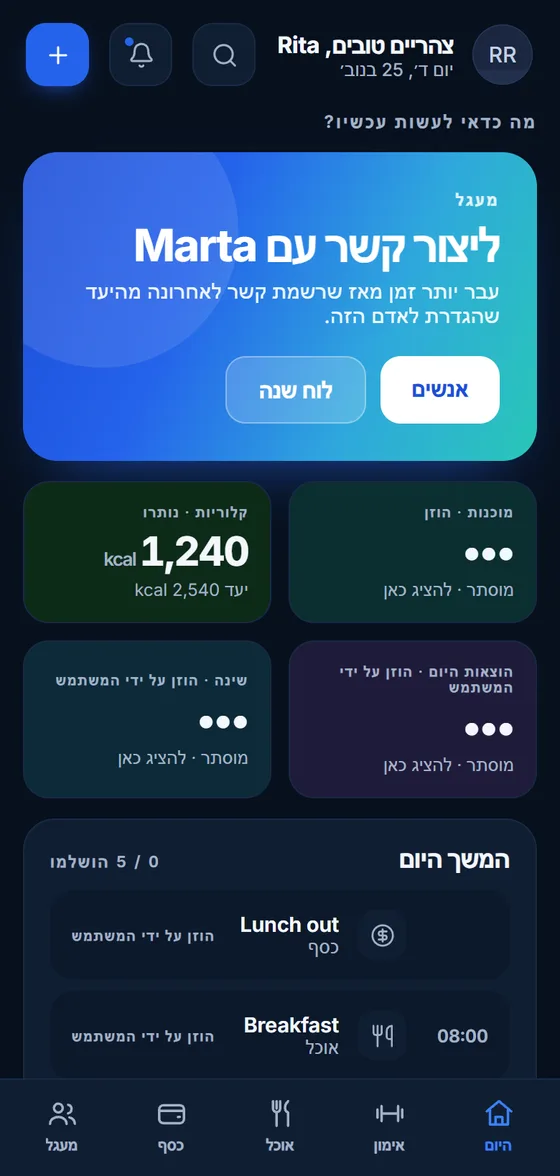 RR
צהריים טובים, Rita
יום ד׳, 25 בנוב׳
מה כדאי לעשות עכשיו?
מעגל
ליצור קשר עם Marta
עבר יותר זמן מאז שרשמת קשר לאחרונה מהיעד
שהגדרת לאדם הזה.
אנשים
לוח שנה
מוכנות · הוזן
●●●
מוסתר · להציג כאן
קלוריות · נותרו
1,240 kcal
יעד 2,540 kcal
הוצאות היום · הוזן על ידי
המשתמש
●●●
מוסתר · להציג כאן
שינה · הוזן על ידי המשתמש
●●●
מוסתר · להציג כאן
המשך היום
0 / 5 הושלמו
Lunch out
כסף
הוזן על ידי המשתמש
08:00
Breakfast
אוכל
הוזן על ידי המשתמש
היום
אימון
אוכל
כסף
מעגל